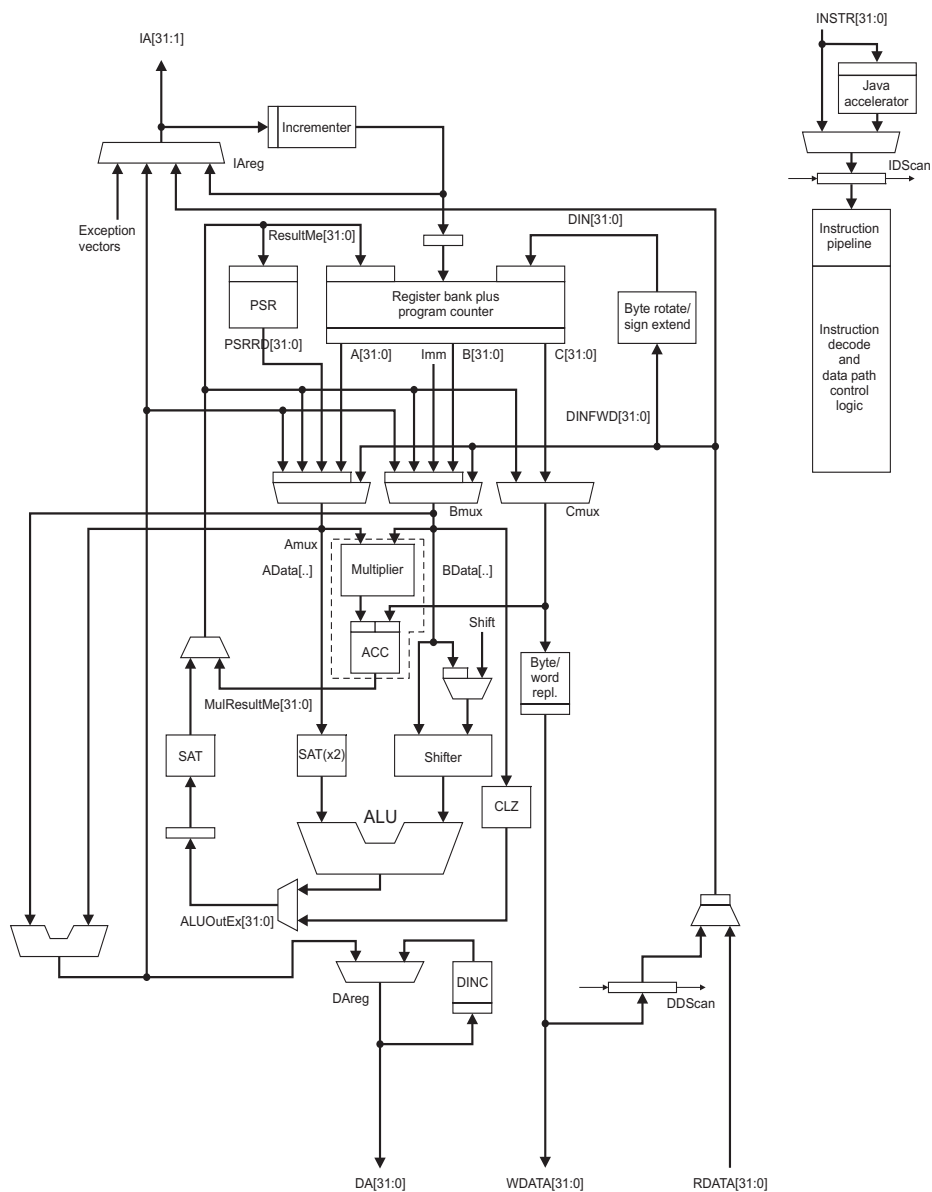 INSTR[31:0]
IA[31:1]
Java
accelerator
Incrementer
IAreg
IDScan
Exception
vectors
DIN[31:0]
ResultMe[31:0]
Instruction
pipeline
PSR
Register bank plus
program counter
Byte rotate/
sign extend
PSRRD[31:0]
A[31:0]
Imm
B[31:0]
C[31:0]
Instruction
decode
and
data path
control
logic
DINFWD[31:0]
Bmux
Cmux
Amux
AData[..]
Multiplier
BData[..]
Shift
ACC
Byte/
word
repl.
MulResultMe[31:0]
SAT
SAT(x2)
Shifter
CLZ
ALU
ALUOutEx[31:0]
DINC
DAreg
DDScan
DA[31:0]
WDATA[31:0]
RDATA[31:0]